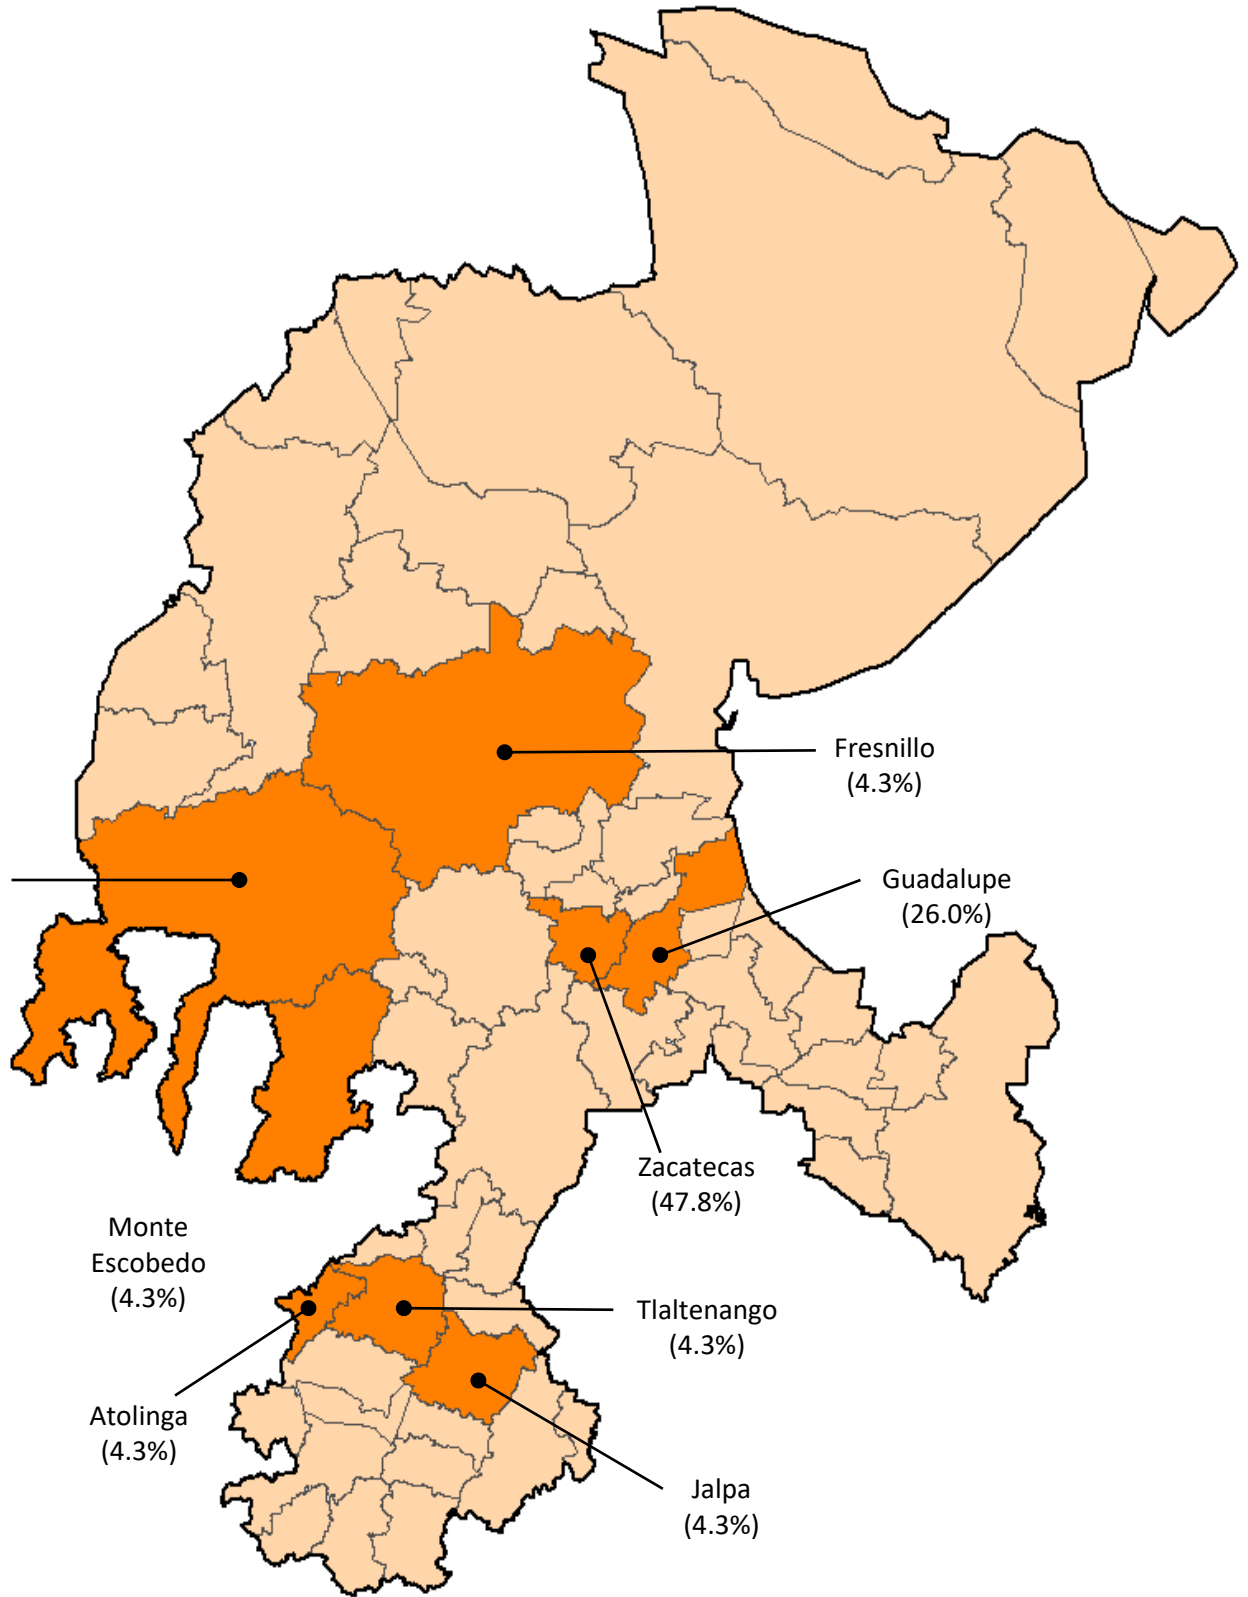 Fresnillo
(4.3%)
Guadalupe
(26.0%)
Zacatecas
(47.8%)
Monte
Escobedo
(4.3%)
Tlaltenango
(4.3%)
Atolinga
(4.3%)
Jalpa
(4.3%)